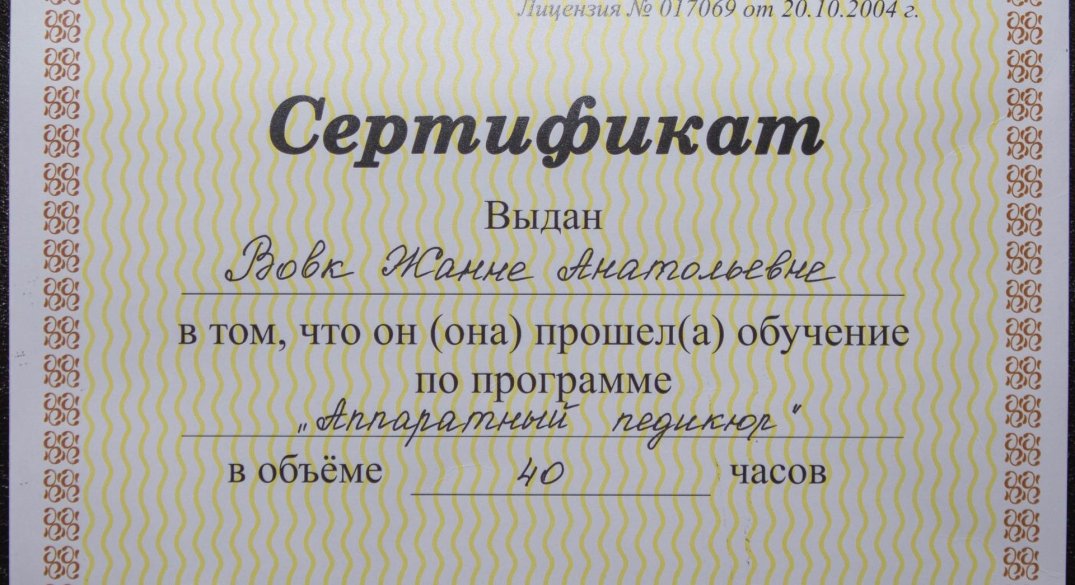 Лицензия № 017069 от 20.10.2004 г.
Сертификат
Выдан
Вовк Жанне Анатольевне
в том, что он (она) прошел(а) обучение
по программе
„Аппаратный педикюр"
в объёме 40 часов